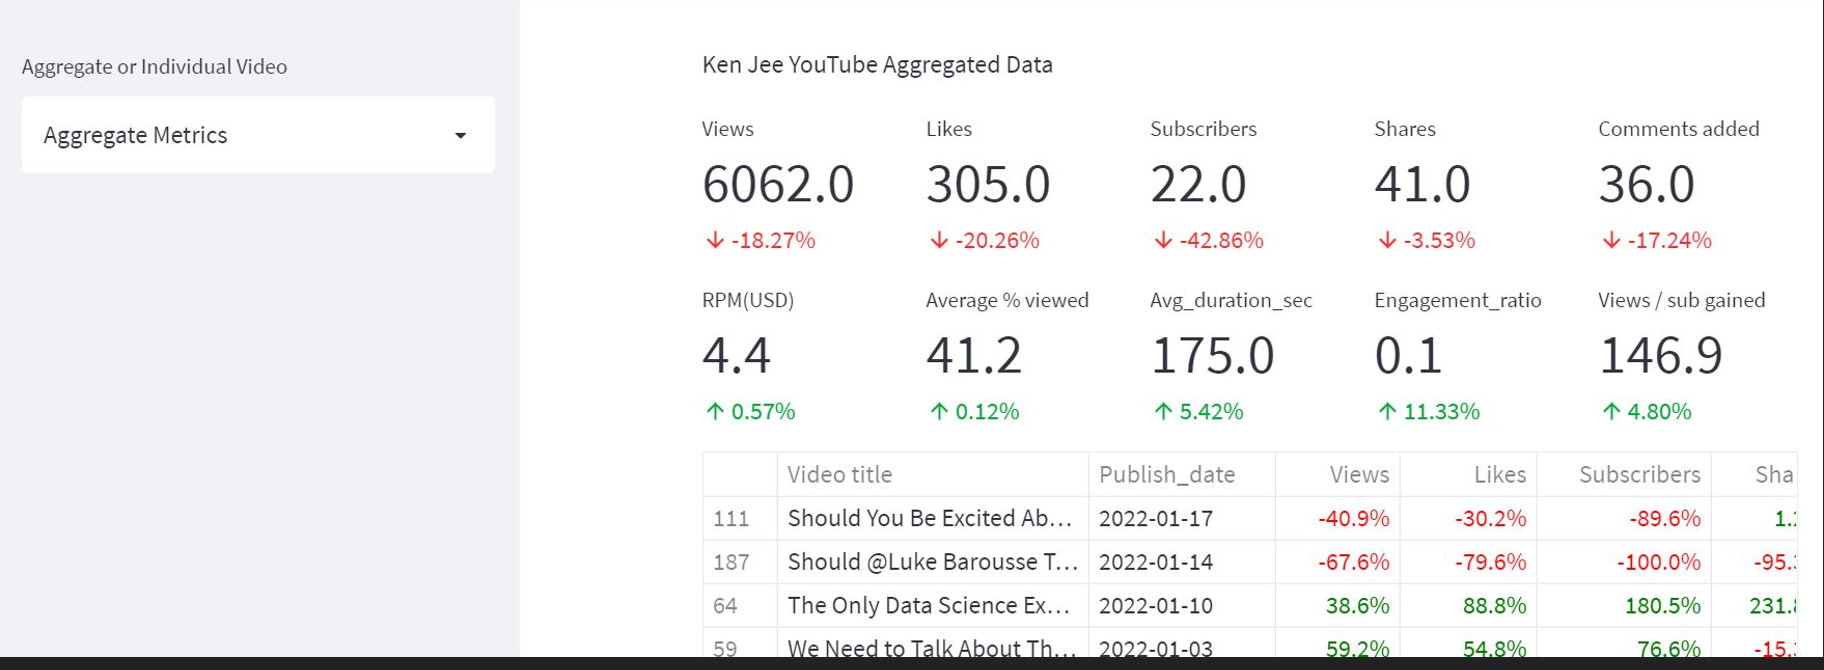 Aggregate or Individual Video
Aggregate Metrics
Ken Jee YouTube Aggregated Data
Views Likes Subscribers Shares Comments added
6062.0 305.0 22.0 41.0 36.0
↓ -18.27% ↓ -20.26% ↓ -42.86% ↓ -3.53% ↓ -17.24%
RPM(USD) Average % viewed Avg_duration_sec Engagement_ratio Views / sub gained
4.4 41.2 175.0 0.1 146.9
↑ 0.57% ↑ 0.12% ↑ 5.42% ↑ 11.33% ↑ 4.80%
Video title Publish_date Views Likes Subscribers Sha
111 Should You Be Excited Ab... 2022-01-17 -40.9% -30.2% -89.6% 1.
187 Should @Luke Barousse T... 2022-01-14 -67.6% -79.6% -100.0% -95.
64 The Only Data Science Ex... 2022-01-10 38.6% 88.8% 180.5% 231.
59 We Need to Talk About Th... 2022-01-03 59.2% 54.8% 76.6% -15.